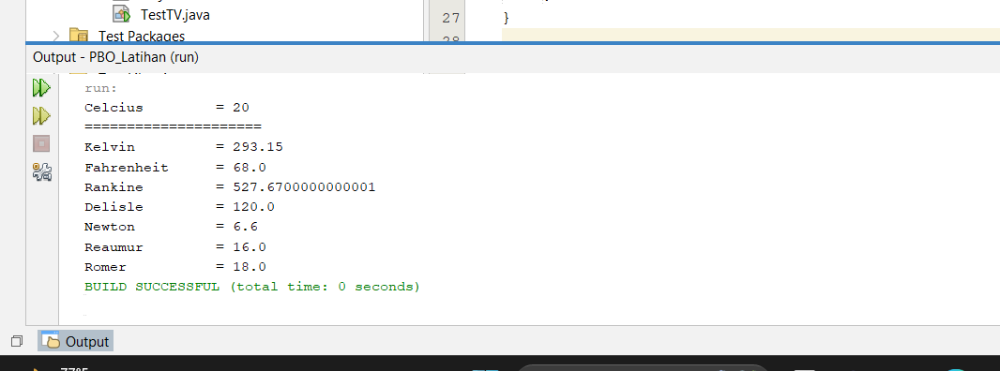 TestTV.java
27
}
Test Packages
28
Output - PBO_Latihan (run)
run:
Celcius = 20
=====================
Kelvin = 293.15
Fahrenheit = 68.0
Rankine = 527.6700000000001
Delisle = 120.0
Newton = 6.6
Reaumur = 16.0
Romer = 18.0
BUILD SUCCESSFUL (total time: 0 seconds)
Output